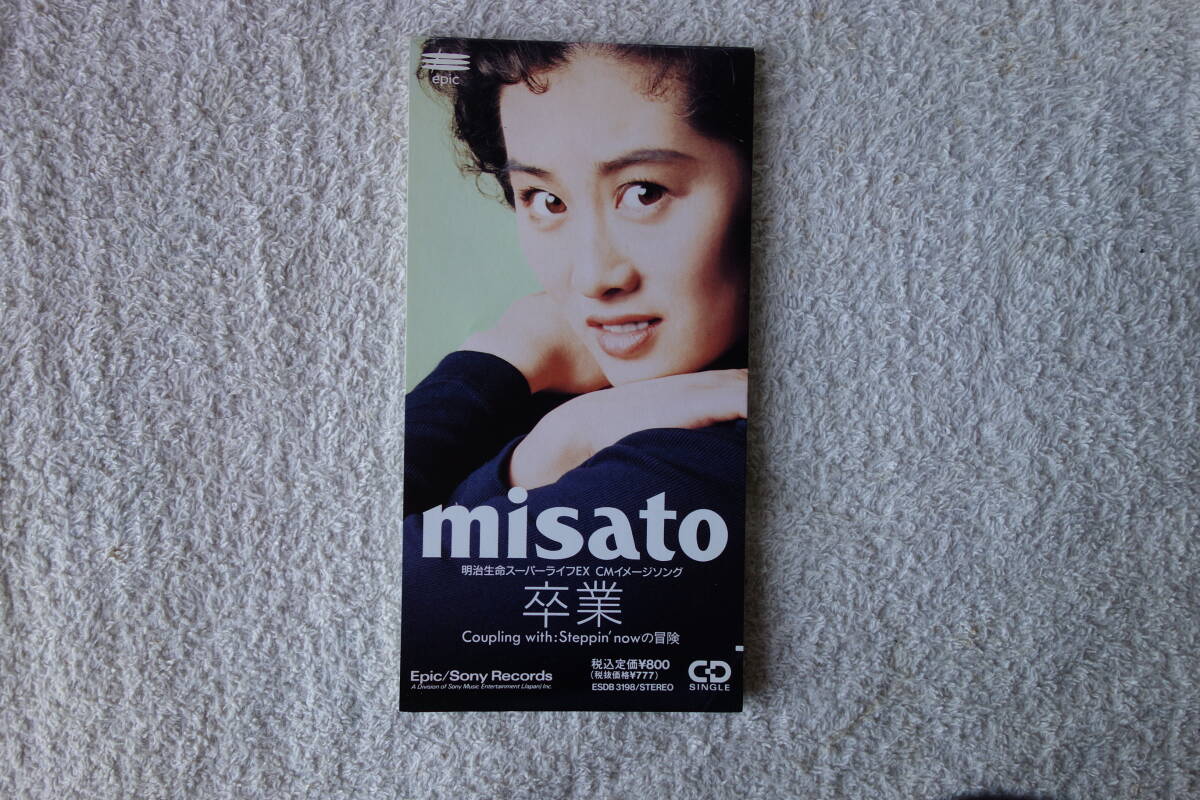 epic
misato
明治生命スーパーライフEX CMイメージソング
卒業
Coupling with:Steppin'nowの冒険
Epic/Sony Records
A Division of Sony Music Entertainment (Japan) Inc.
税込定価¥800
(税抜価格¥777)
ESDB 3198/STEREO
CD
SINGLE